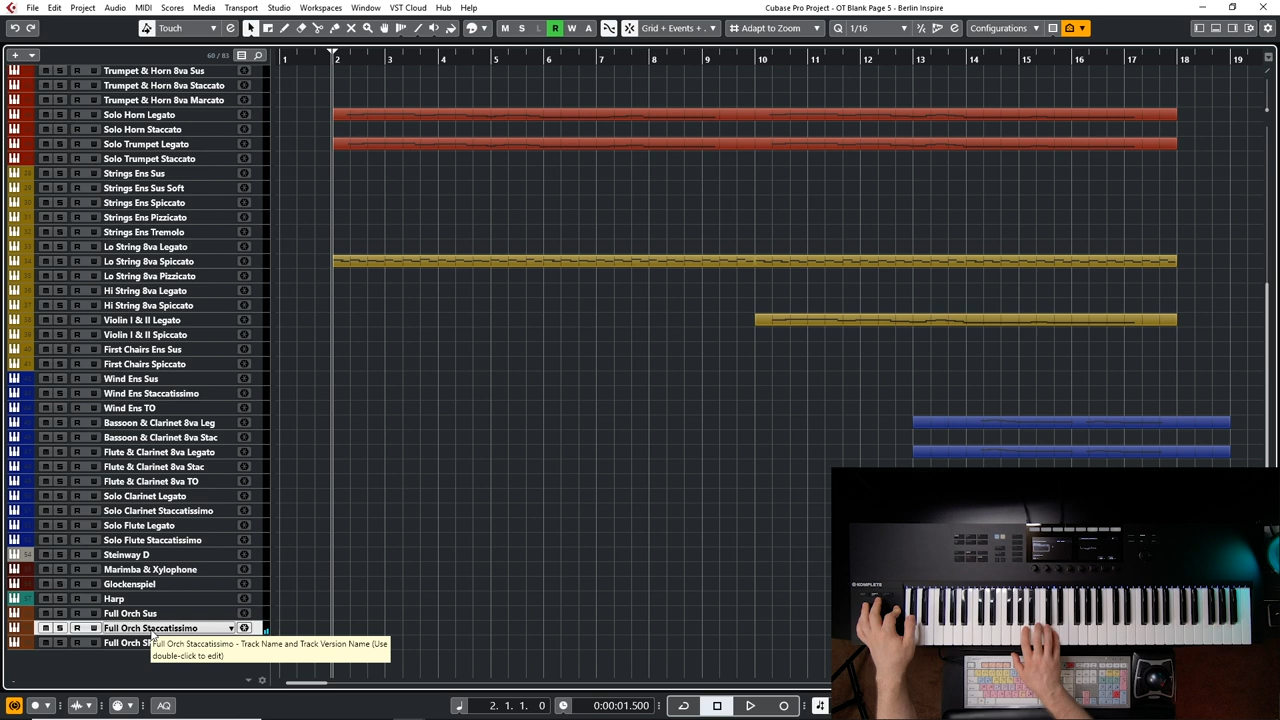 File Edit Project Audio MIDI Scores Media Transport Studio Workspaces Window VST Cloud Hub Help
Cubase Pro Project - OT Blank Page 5 - Berlin Inspire
Touch
M S L R W A
Grid + Events + .
Adapt to Zoom
Q 1/16
Configurations
60 / 83
1 2 3 4 5 6 7 8 9 10 11 12 13 14 15 16 17 18 19
Trumpet & Horn 8va Sus
Trumpet & Horn 8va Staccato
Trumpet & Horn 8va Marcato
Solo Horn Legato
Solo Horn Staccato
Solo Trumpet Legato
Solo Trumpet Staccato
Strings Ens Sus
Strings Ens Sus Soft
Strings Ens Spiccato
Strings Ens Pizzicato
Strings Ens Tremolo
Lo String 8va Legato
Lo String 8va Spiccato
Lo String 8va Pizzicato
Hi String 8va Legato
Hi String 8va Spiccato
Violin I & II Legato
Violin I & II Spiccato
First Chairs Ens Sus
First Chairs Spiccato
Wind Ens Sus
Wind Ens Staccatissimo
Wind Ens TO
Bassoon & Clarinet 8va Leg
Bassoon & Clarinet 8va Stac
Flute & Clarinet 8va Legato
Flute & Clarinet 8va Stac
Flute & Clarinet 8va TO
Solo Clarinet Legato
Solo Clarinet Staccatissimo
Solo Flute Legato
Solo Flute Staccatissimo
54 Steinway D
Marimba & Xylophone
Glockenspiel
Harp
Full Orch Sus
Full Orch Staccatissimo
Full Orch
Full Orch Staccatissimo - Track Name and Track Version Name (Use
double-click to edit)
KOMPLETE
AQ
2. 1. 1. 0
0:00:01.500